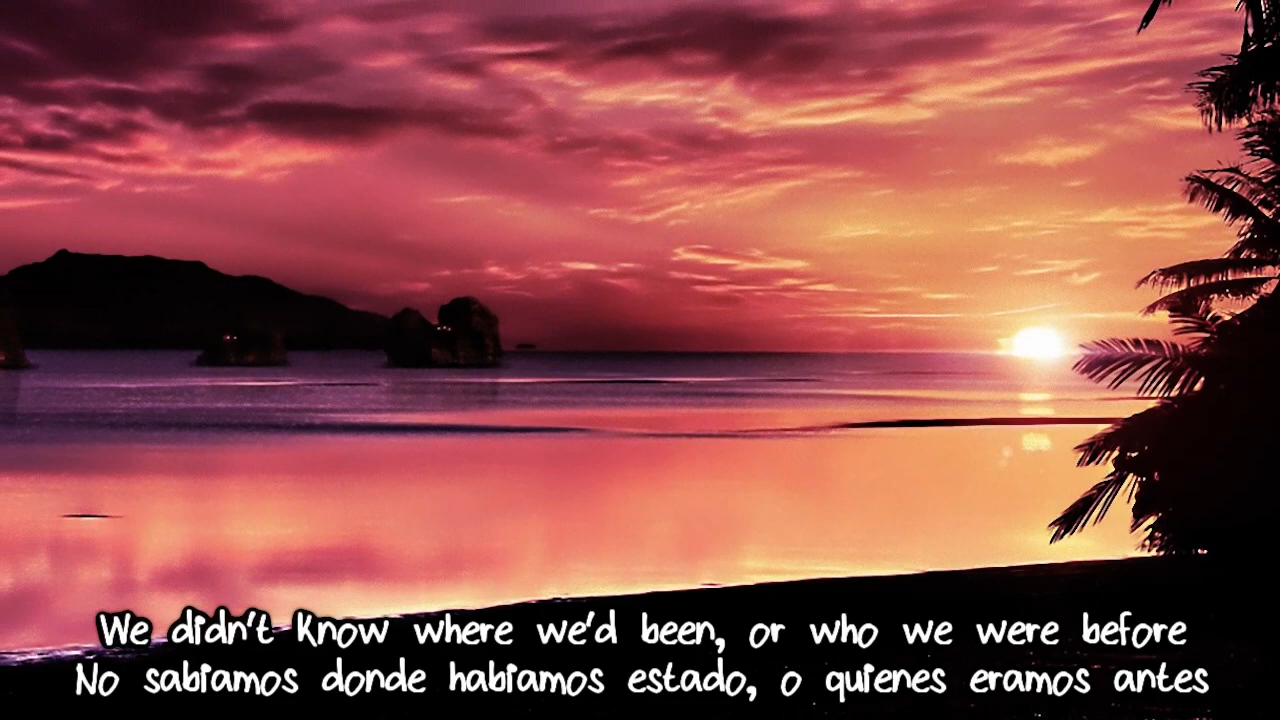 We didn't know where we'd been, or who we were before
No sabiamos donde habiamos estado, o quienes eramos antes